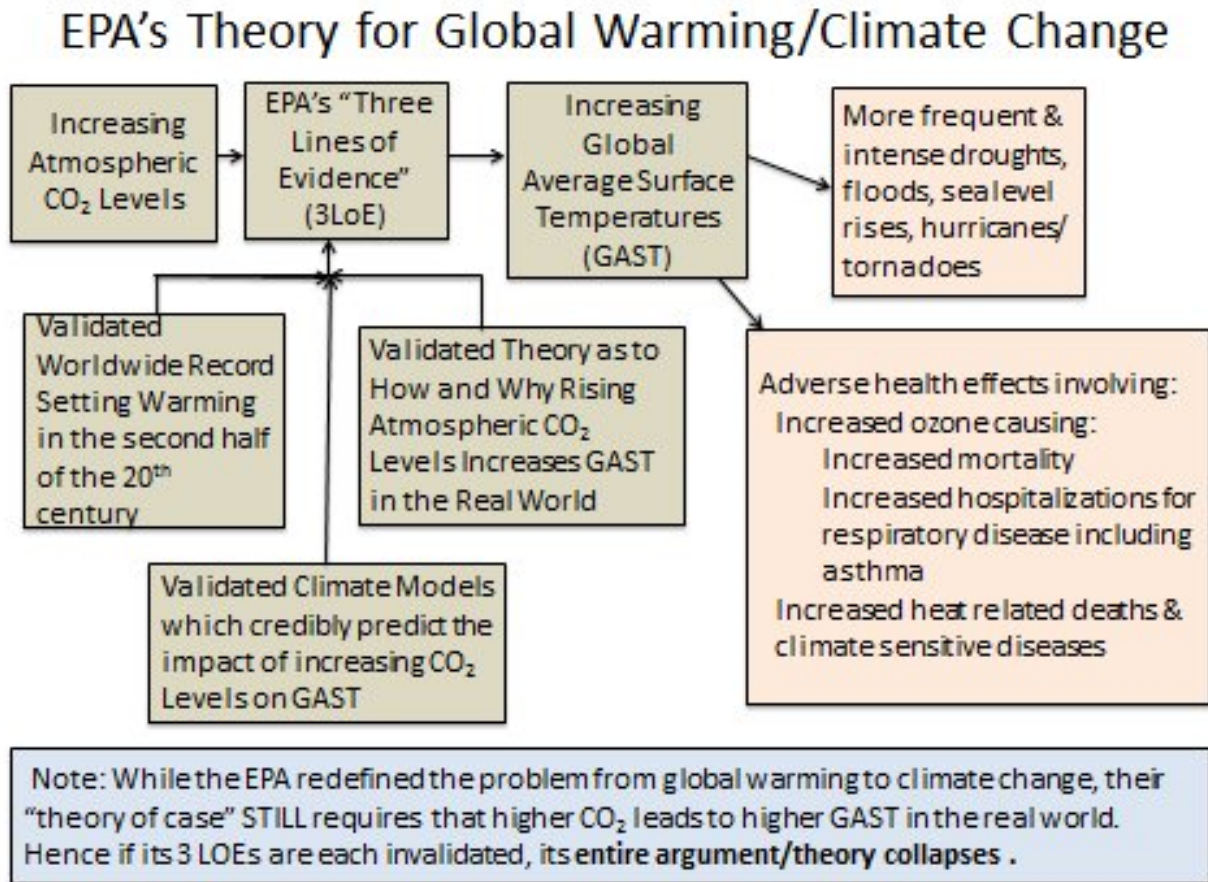 EPA's Theory for Global Warming/Climate Change
Increasing
Atmospheric
CO₂ Levels
EPA's "Three
Lines of
Evidence"
(3LoE)
Increasing
Global
Average Surface
Temperatures
(GAST)
More frequent &
intense droughts,
floods, sea level
rises, hurricanes/
tornadoes
Validated
Worldwide Record
Setting Warming
in the second half
of the 20th
century
Validated Theory as to
How and Why Rising
Atmospheric CO₂
Levels Increases GAST
in the Real World
Validated Climate Models
which credibly predict the
impact of increasing CO₂
Levels on GAST
Adverse health effects involving:
Increased ozone causing:
Increased mortality
Increased hospitalizations for
respiratory disease including
asthma
Increased heat related deaths &
climate sensitive diseases
Note: While the EPA redefined the problem from global warming to climate change, their
"theory of case" STILL requires that higher CO₂ leads to higher GAST in the real world.
Hence if its 3 LOEs are each invalidated, its entire argument/theory collapses .